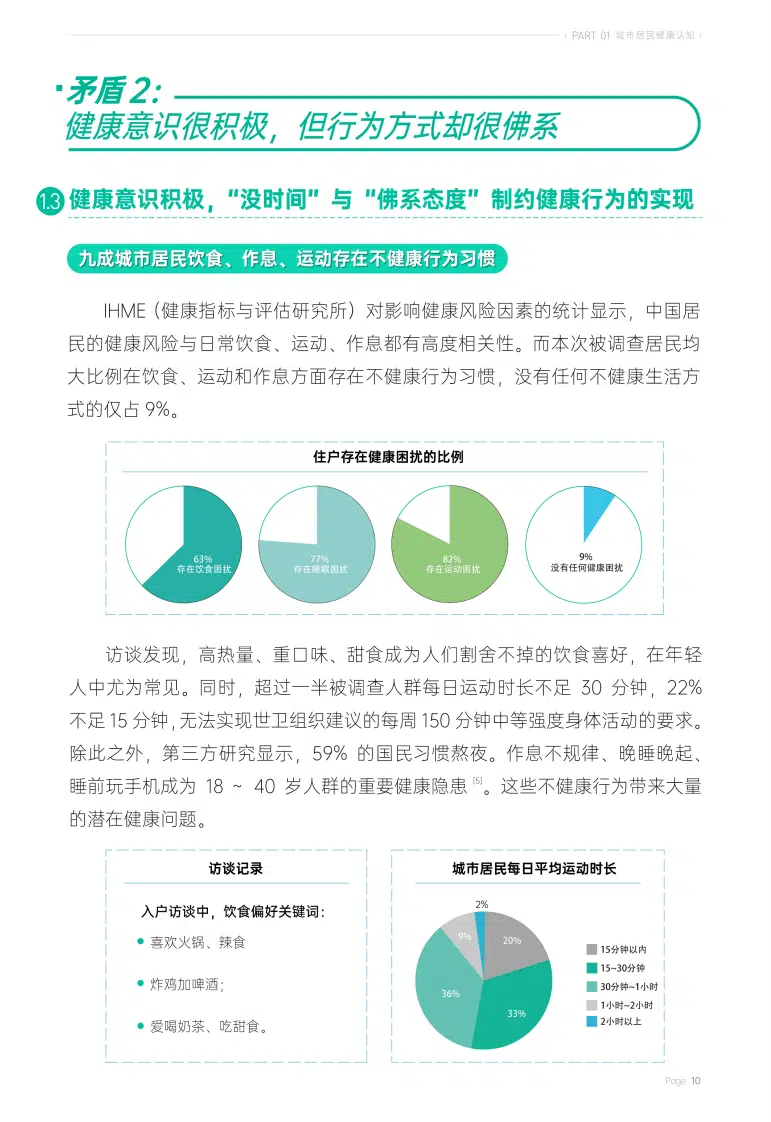 PART 01 城市居民健康认知
矛盾 2：
健康意识很积极，但行为方式却很佛系
1.3 健康意识积极，“没时间”与“佛系态度”制约健康行为的实现
九成城市居民饮食、作息、运动存在不健康行为习惯
IHME（健康指标与评估研究所）对影响健康风险因素的统计显示，中国居
民的健康风险与日常饮食、运动、作息都有高度相关性。而本次被调查居民均
大比例在饮食、运动和作息方面存在不健康行为习惯，没有任何不健康生活方
式的仅占 9%。
住户存在健康困扰的比例
63%
存在饮食困扰
77%
存在睡眠困扰
82%
存在运动困扰
9%
没有任何健康困扰
访谈发现，高热量、重口味、甜食成为人们割舍不掉的饮食喜好，在年轻
人中尤为常见。同时，超过一半被调查人群每日运动时长不足 30 分钟，22%
不足 15 分钟，无法实现世卫组织建议的每周 150 分钟中等强度身体活动的要求。
除此之外，第三方研究显示，59% 的国民习惯熬夜。作息不规律、晚睡晚起、
睡前玩手机成为 18 ~ 40 岁人群的重要健康隐患 [5]。这些不健康行为带来大量
的潜在健康问题。
访谈记录
入户访谈中，饮食偏好关键词：
喜欢火锅、辣食
炸鸡加啤酒；
爱喝奶茶、吃甜食。
城市居民每日平均运动时长
2%
9%
20%
36%
33%
15分钟以内
15~30分钟
30分钟~1小时
1小时~2小时
2小时以上
Page 10